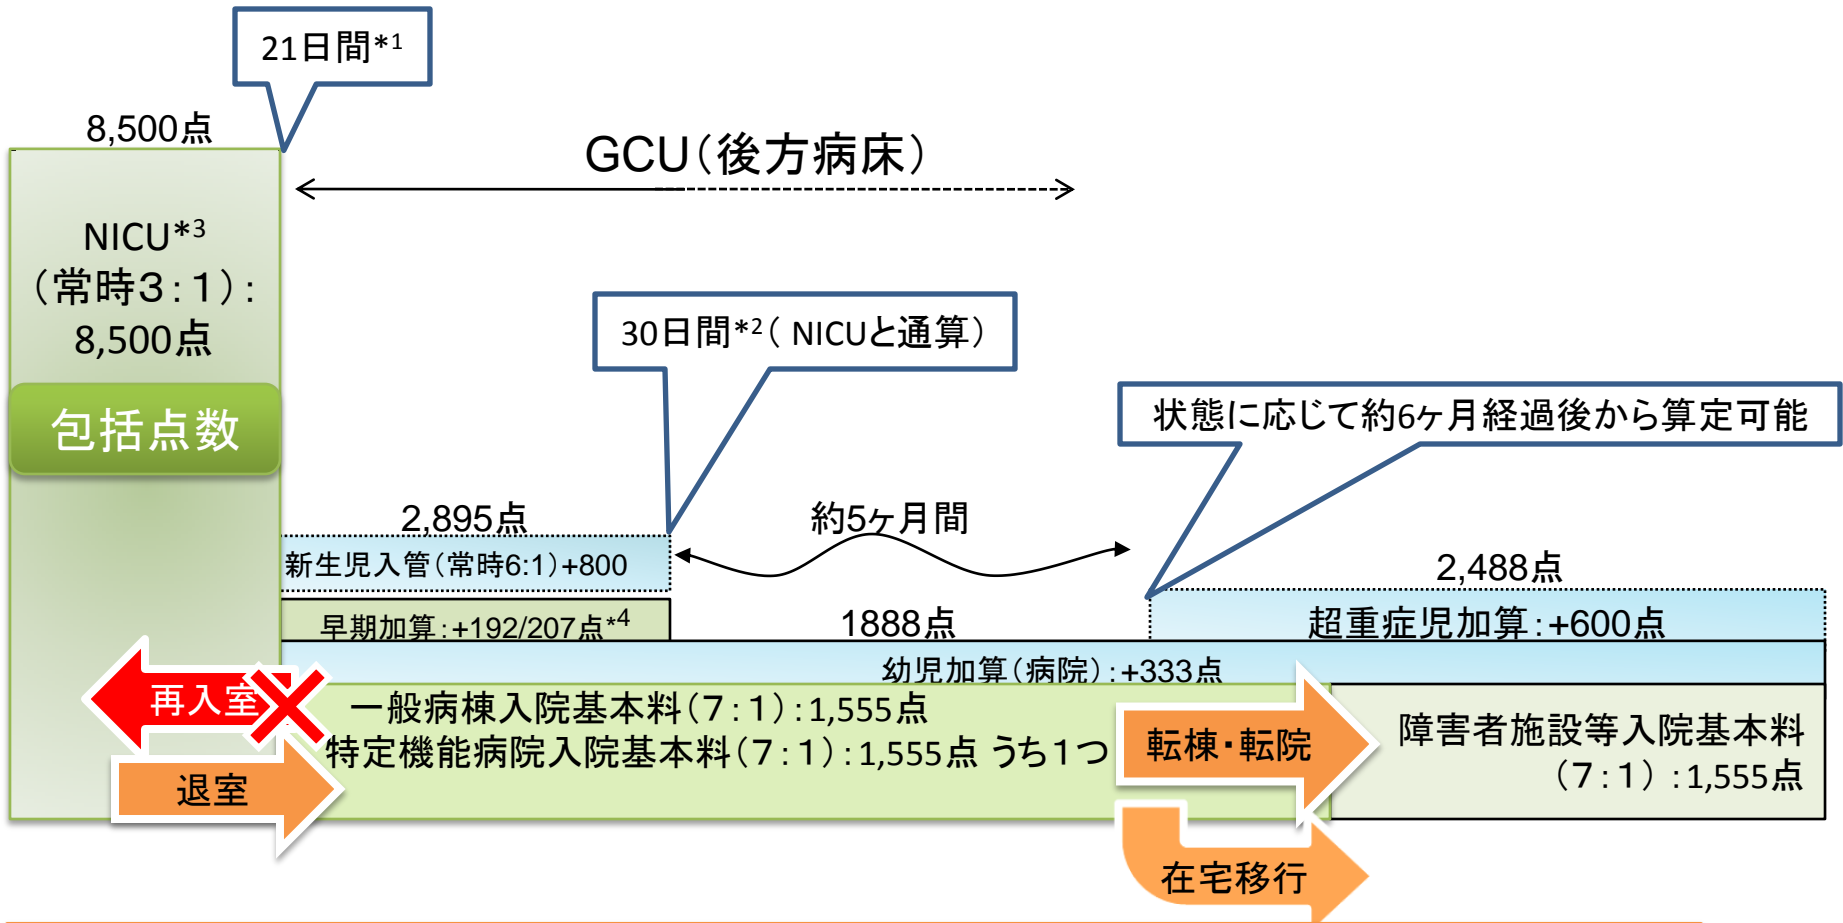 21日間*1
8,500点
GCU（後方病床）
NICU*3
（常時３：１）：
8,500点
包括点数
30日間*2（ NICUと通算）
状態に応じて約6ヶ月経過後から算定可能
2,895点
約5ヶ月間
新生児入管（常時6:1）+800
2,488点
早期加算：+192/207点*4
1888点
超重症児加算：+600点
幼児加算（病院）：+333点
再入室
一般病棟入院基本料（７：１）：1,555点
特定機能病院入院基本料（７：１）：1,555点 うち１つ
転棟・転院
障害者施設等入院基本料
（７：１）：1,555点
退室
在宅移行